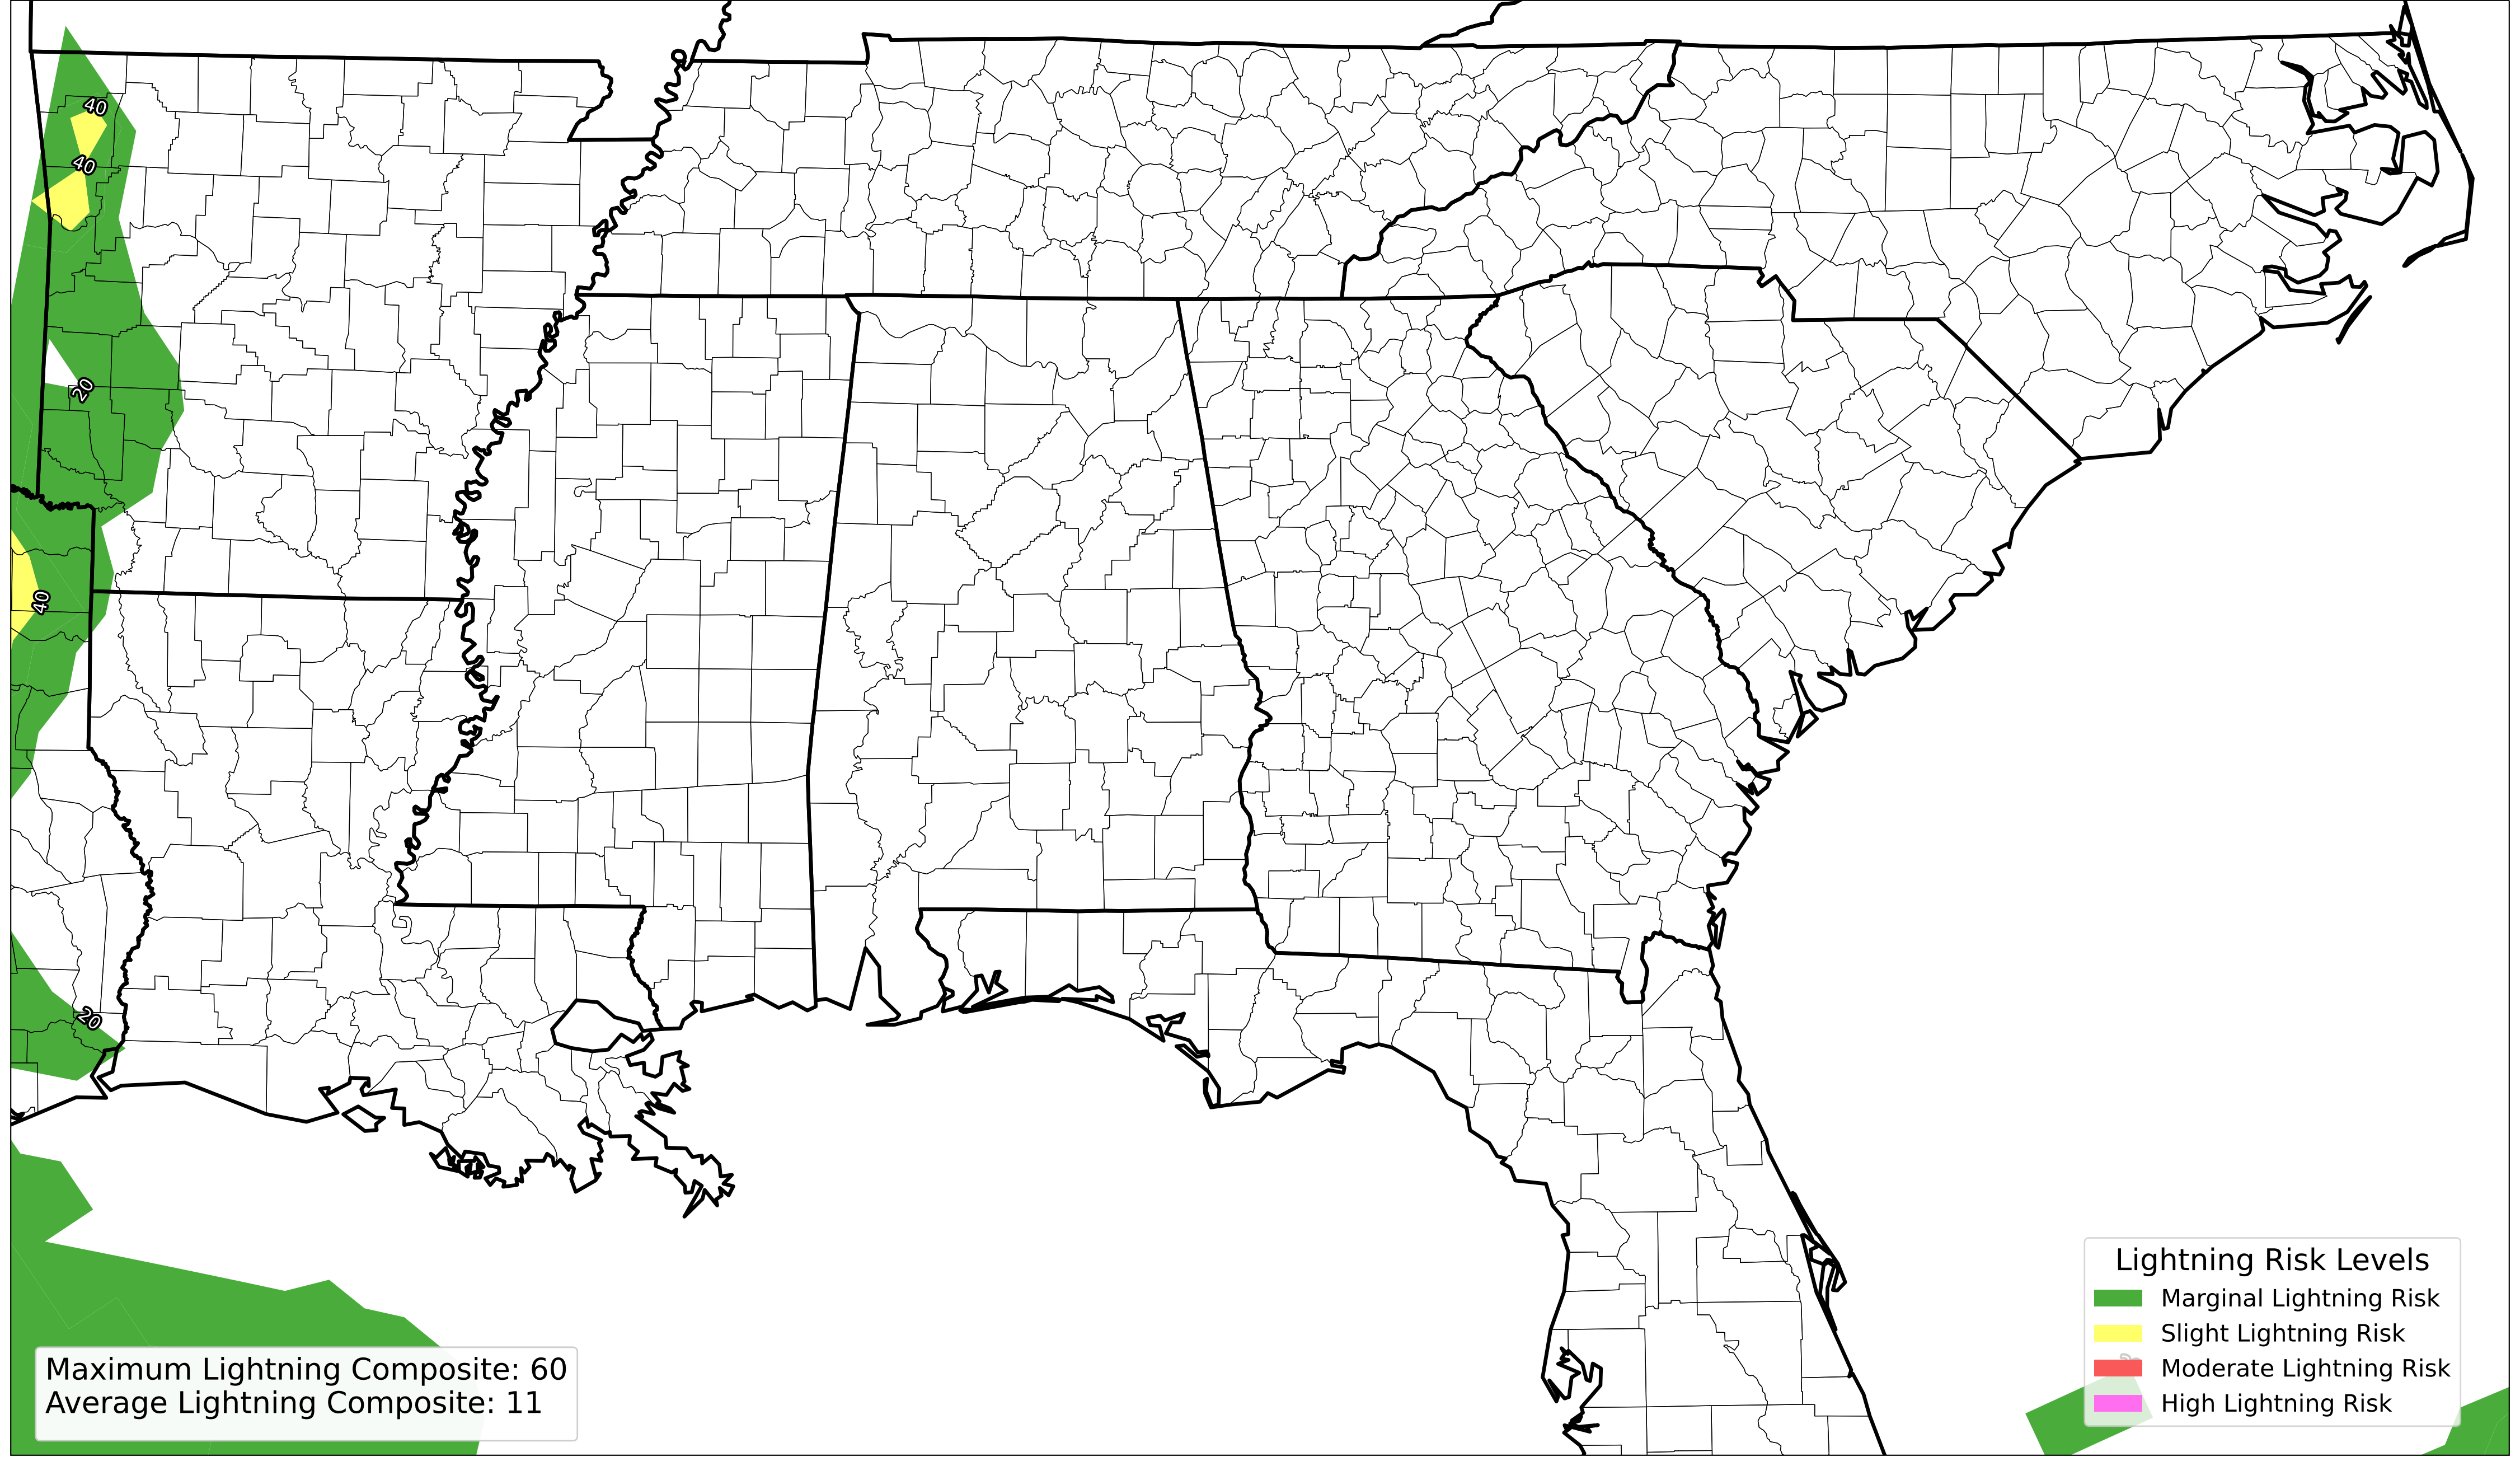 40
40
20
40
20
Lightning Risk Levels
Marginal Lightning Risk
Slight Lightning Risk
Moderate Lightning Risk
High Lightning Risk
Maximum Lightning Composite: 60
Average Lightning Composite: 11